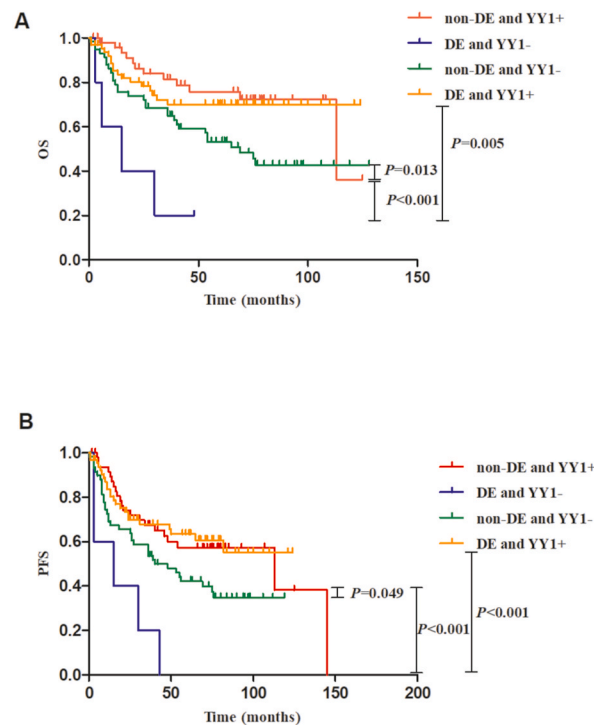 A
non-DE and YY1+
DE and YY1-
non-DE and YY1-
DE and YY1+
1.0
0.8
0.6
0.4
0.2
0.0
OS
0 50 100 150
Time (months)
P=0.005
P=0.013
P<0.001
B
non-DE and YY1+
DE and YY1-
non-DE and YY1-
DE and YY1+
1.0
0.8
0.6
0.4
0.2
0.0
PFS
0 50 100 150 200
Time (months)
P=0.049
P<0.001
P<0.001